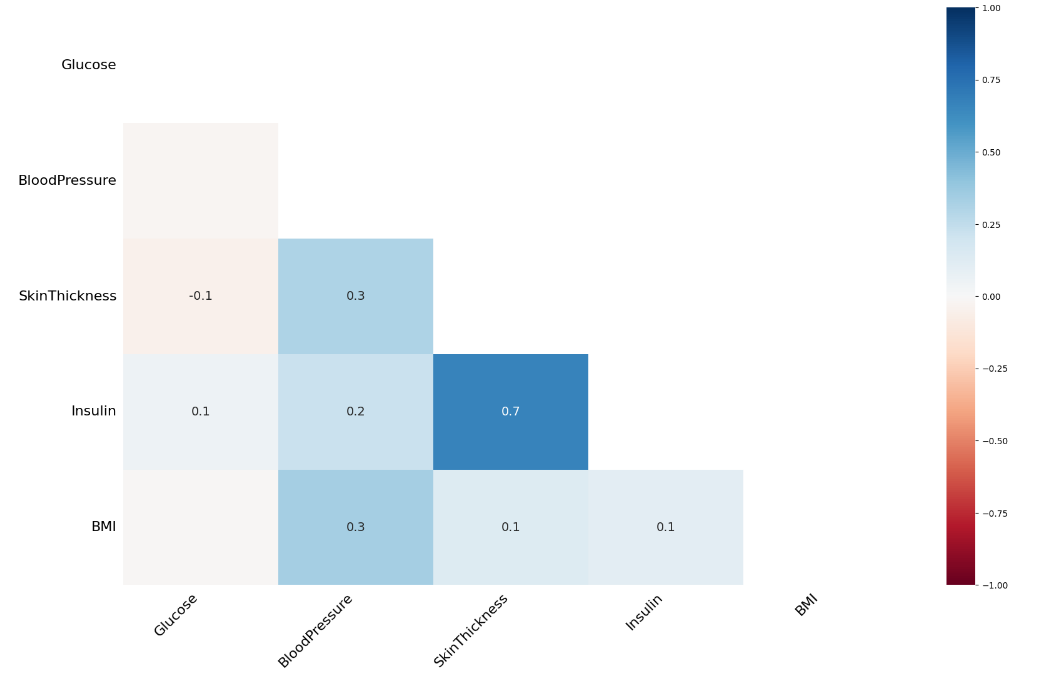 1.00
Glucose
0.75
BloodPressure
0.50
0.25
SkinThickness
-0.1
0.3
0.00
−0.25
Insulin
0.1
0.2
0.7
−0.50
BMI
0.3
0.1
0.1
−0.75
−1.00
Glucose
BloodPressure
SkinThickness
Insulin
BMI